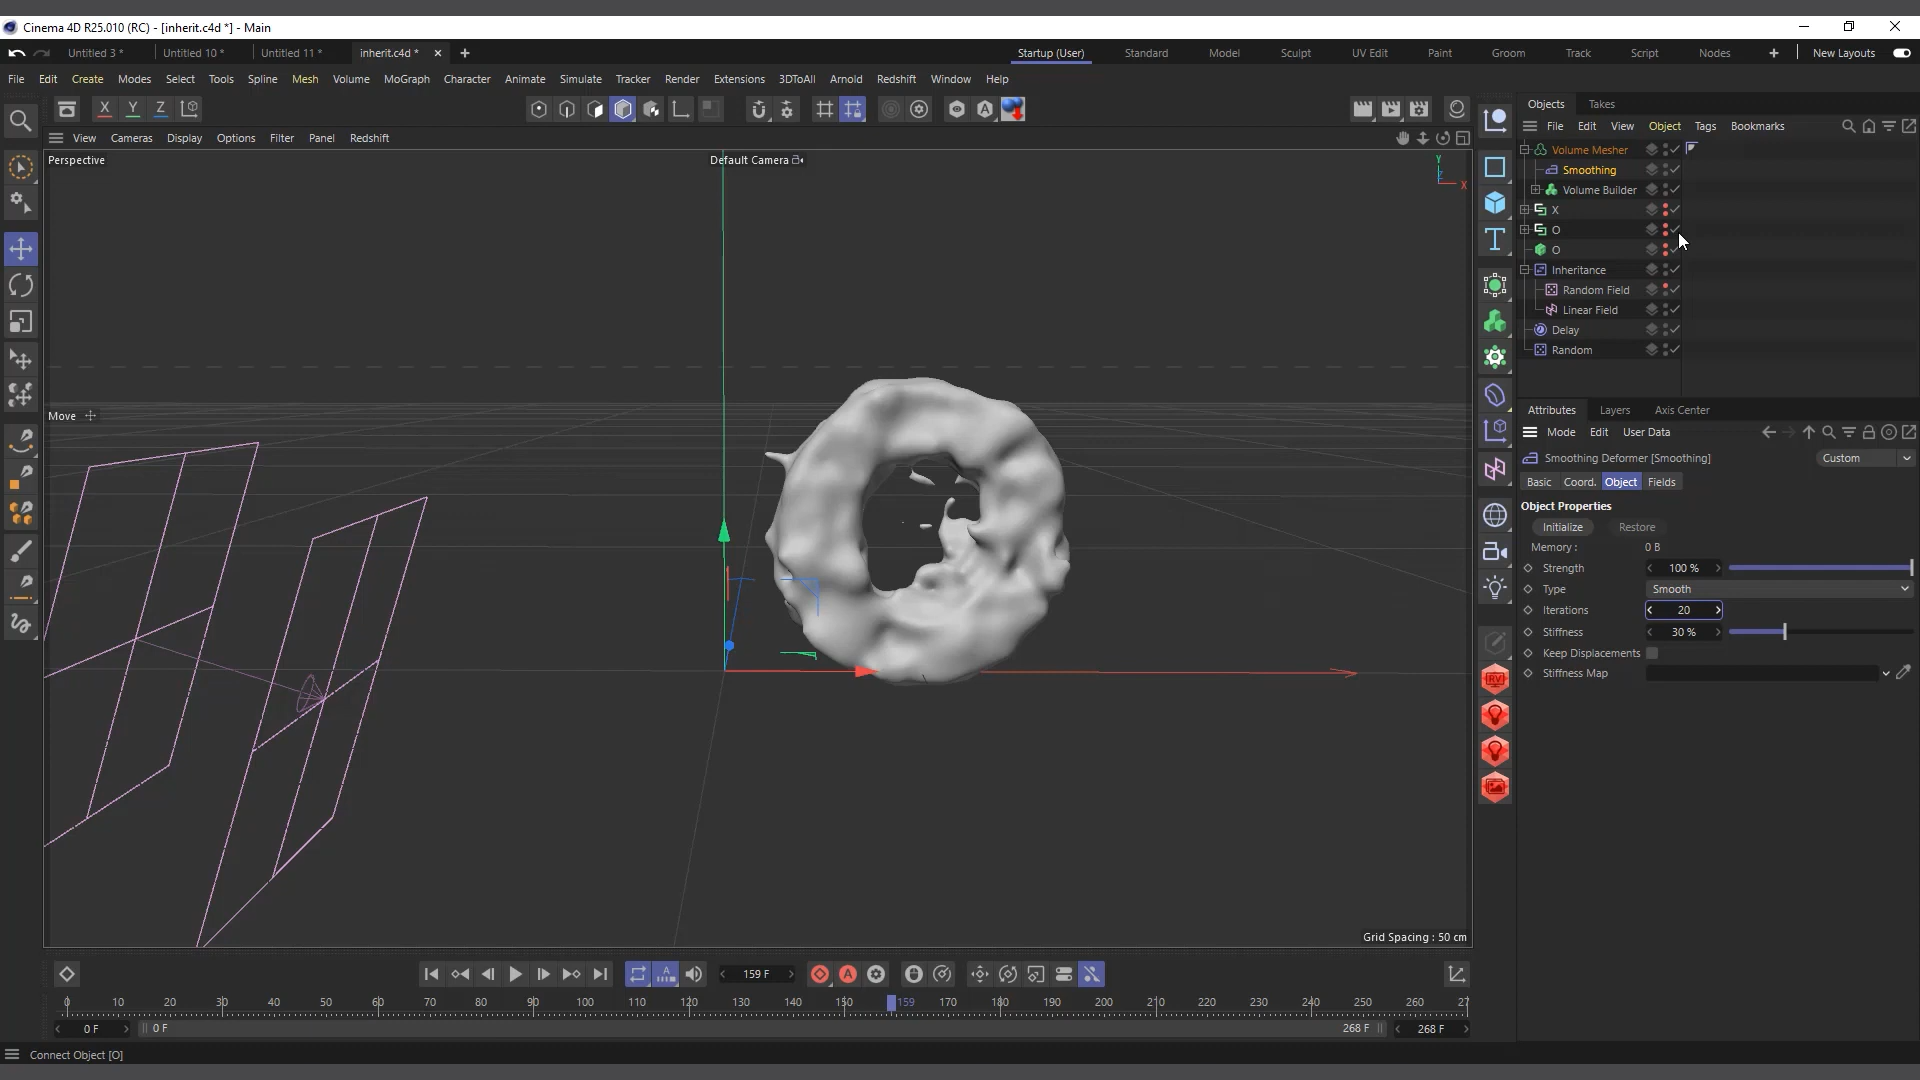 Cinema 4D R25.010 (RC) - [inherit.c4d *] - Main
Untitled 3 * Untitled 10 * Untitled 11 * inherit.c4d *
Startup (User) Standard Model Sculpt UV Edit Paint Groom Track Script Nodes New Layouts
File Edit Create Modes Select Tools Spline Mesh Volume MoGraph Character Animate Simulate Tracker Render Extensions 3DToAll Arnold Redshift Window Help
X Y Z
View Cameras Display Options Filter Panel Redshift
Perspective
Default Camera
Y
Z
X
Move
Grid Spacing : 50 cm
Objects Takes
File Edit View Object Tags Bookmarks
Volume Mesher
Smoothing
Volume Builder
X
O
O
Inheritance
Random Field
Linear Field
Delay
Random
Attributes Layers Axis Center
Mode Edit User Data
Smoothing Deformer [Smoothing] Custom
Basic Coord. Object Fields
Object Properties
Initialize Restore
Memory : 0 B
Strength 100 %
Type Smooth
Iterations 20
Stiffness 30 %
Keep Displacements
Stiffness Map
RV
159 F
0 10 20 30 40 50 60 70 80 90 100 110 120 130 140 150 159 170 180 190 200 210 220 230 240 250 260 27
0 F 0 F 268 F 268 F
Connect Object [O]